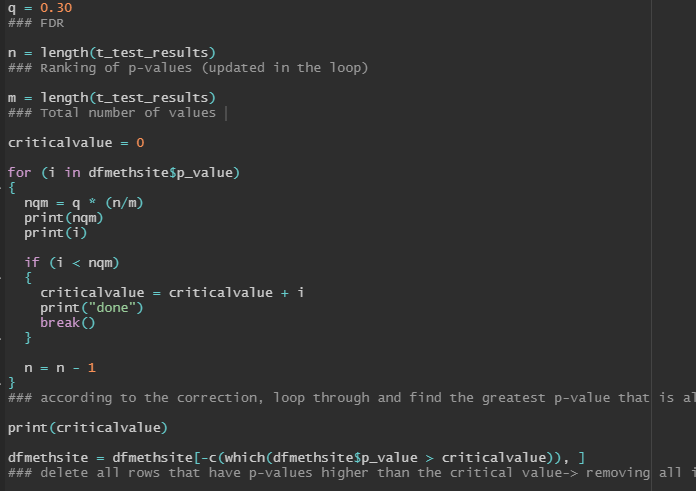 q = 0.30
### FDR
n = length(t_test_results)
### Ranking of p-values (updated in the loop)
m = length(t_test_results)
### Total number of values
criticalvalue = 0
for (i in dfmethsite$p_value)
{
nqm = q * (n/m)
print(nqm)
print(i)
if (i < nqm)
{
criticalvalue = criticalvalue + i
print("done")
break()
}
n = n - 1
}
### according to the correction, loop through and find the greatest p-value that is al
print(criticalvalue)
dfmethsite = dfmethsite[-c(which(dfmethsite$p_value > criticalvalue)), ]
### delete all rows that have p-values higher than the critical value-> removing all i